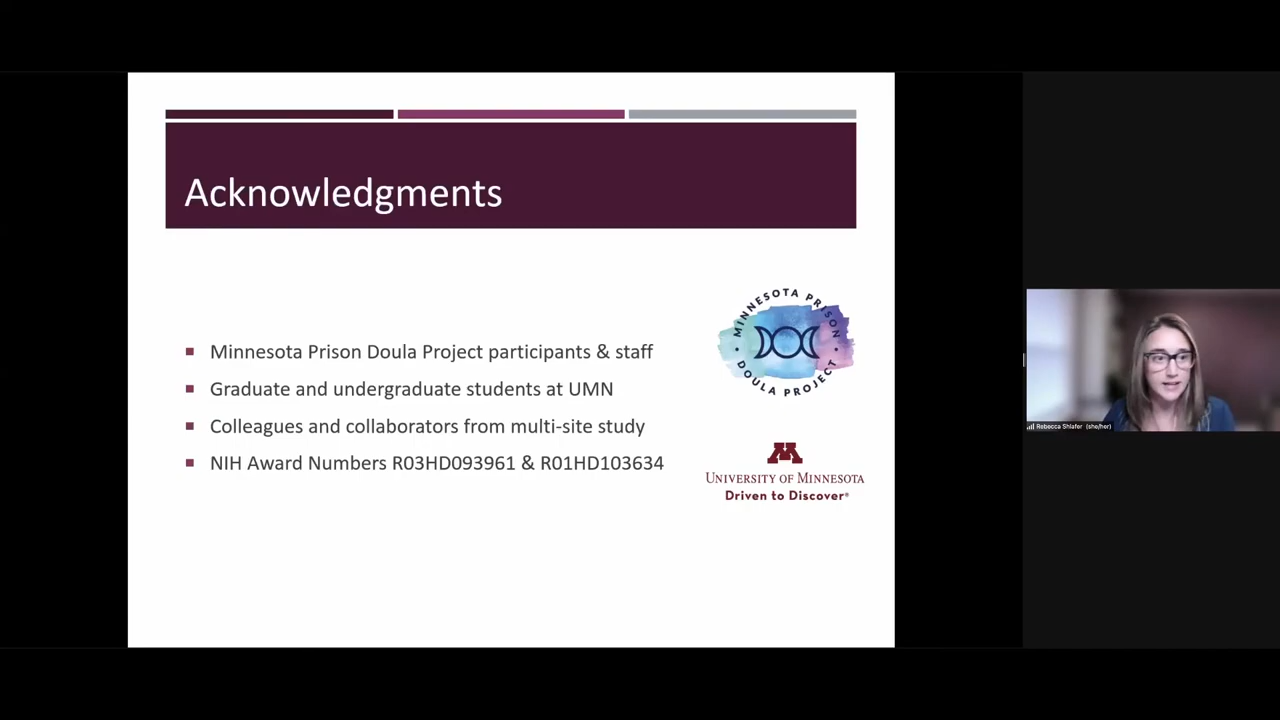 Acknowledgments
Minnesota Prison Doula Project participants & staff
Graduate and undergraduate students at UMN
Colleagues and collaborators from multi-site study
NIH Award Numbers R03HD093961 & R01HD103634
MINNESOTA PRISON
• DOULA PROJECT •
UNIVERSITY OF MINNESOTA
Driven to Discover®
Rebecca Shlafer (she/her)